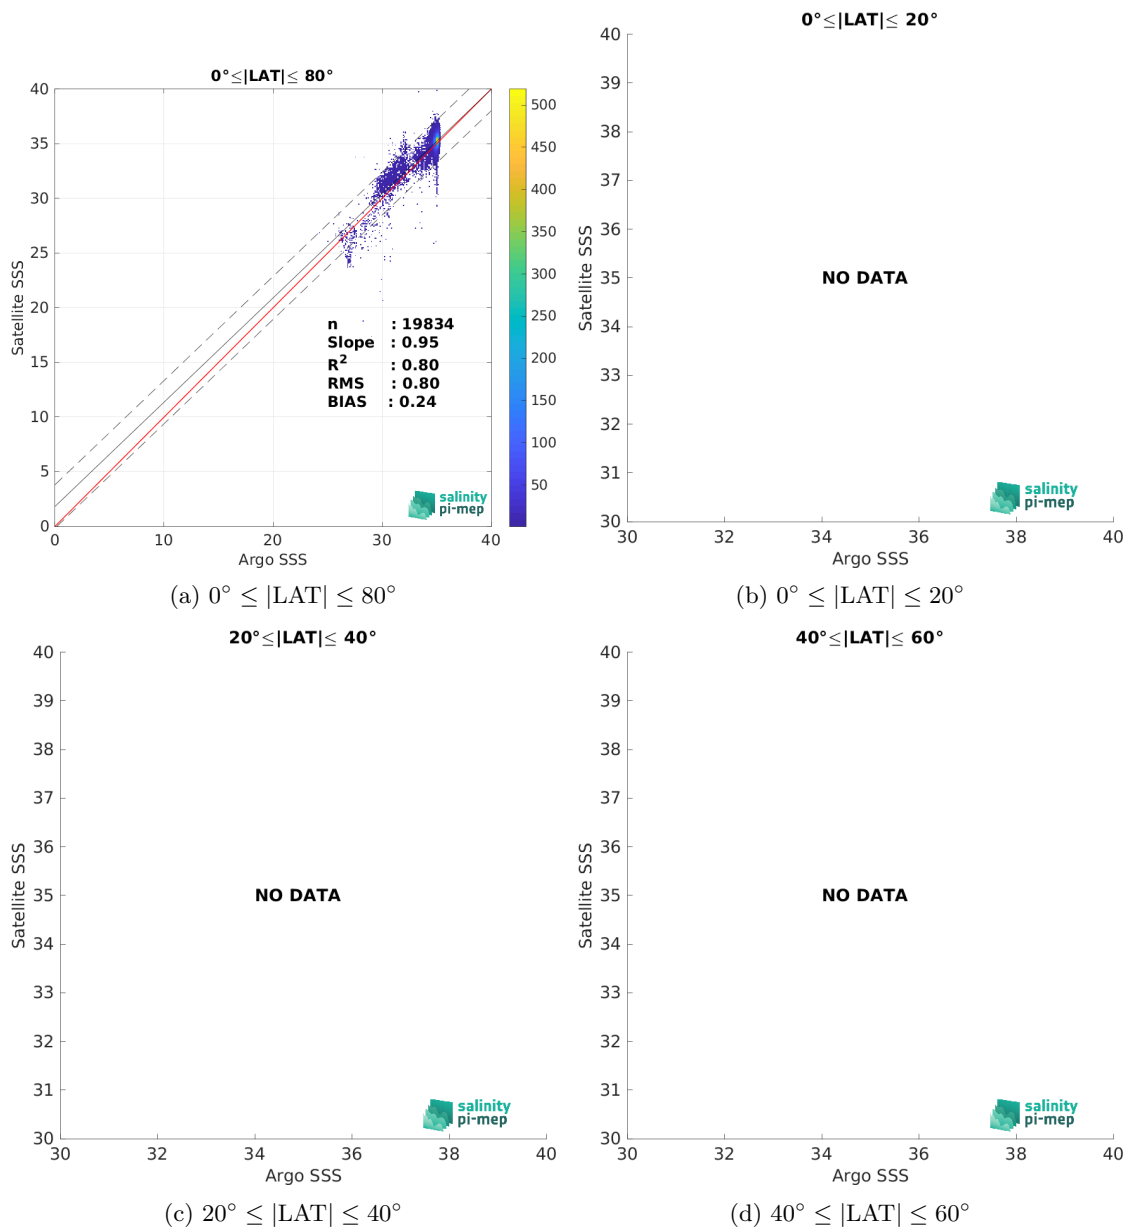 0°≤|LAT|≤ 80°
40
35
30
25
20
15
10
5
0
0
10
20
30
40
Satellite SSS
Argo SSS
n : 19834
Slope : 0.95
R² : 0.80
RMS : 0.80
BIAS : 0.24
salinity
pi-mep
500
450
400
350
300
250
200
150
100
50
(a) 0° ≤ |LAT| ≤ 80°
0°≤|LAT|≤ 20°
40
39
38
37
36
35
34
33
32
31
30
30
32
34
36
38
40
Satellite SSS
NO DATA
Argo SSS
salinity
pi-mep
(b) 0° ≤ |LAT| ≤ 20°
20°≤|LAT|≤ 40°
40
39
38
37
36
35
34
33
32
31
30
30
32
34
36
38
40
Satellite SSS
NO DATA
Argo SSS
salinity
pi-mep
(c) 20° ≤ |LAT| ≤ 40°
40°≤|LAT|≤ 60°
40
39
38
37
36
35
34
33
32
31
30
30
32
34
36
38
40
Satellite SSS
NO DATA
Argo SSS
salinity
pi-mep
(d) 40° ≤ |LAT| ≤ 60°